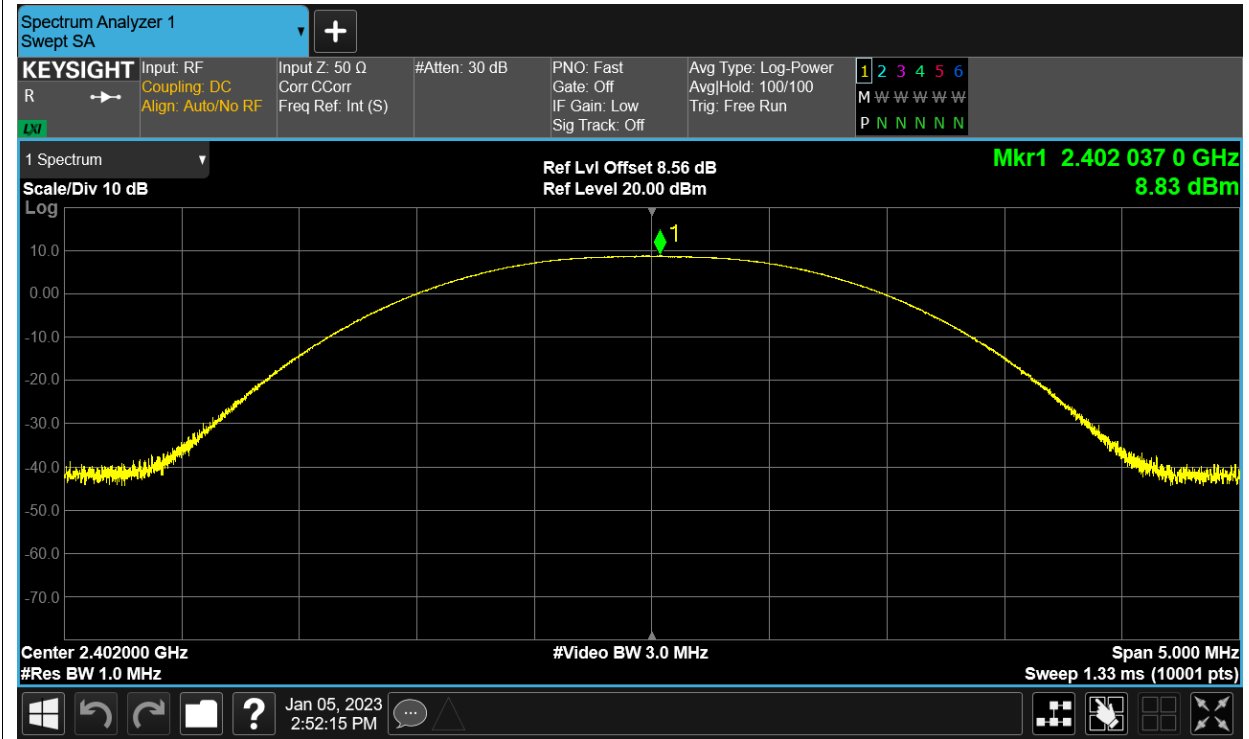 Spectrum Analyzer 1
Swept SA
KEYSIGHT
R
LXI
Input: RF
Coupling: DC
Align: Auto/No RF
Input Z: 50 Ω
Corr CCorr
Freq Ref: Int (S)
#Atten: 30 dB
PNO: Fast
Gate: Off
IF Gain: Low
Sig Track: Off
Avg Type: Log-Power
Avg|Hold: 100/100
Trig: Free Run
1 2 3 4 5 6
M W W W W W
P N N N N N
1 Spectrum
Scale/Div 10 dB
Log
Ref Lvl Offset 8.56 dB
Ref Level 20.00 dBm
Mkr1 2.402 037 0 GHz
8.83 dBm
1
10.0
0.00
-10.0
-20.0
-30.0
-40.0
-50.0
-60.0
-70.0
Center 2.402000 GHz
#Res BW 1.0 MHz
#Video BW 3.0 MHz
Span 5.000 MHz
Sweep 1.33 ms (10001 pts)
?
Jan 05, 2023
2:52:15 PM